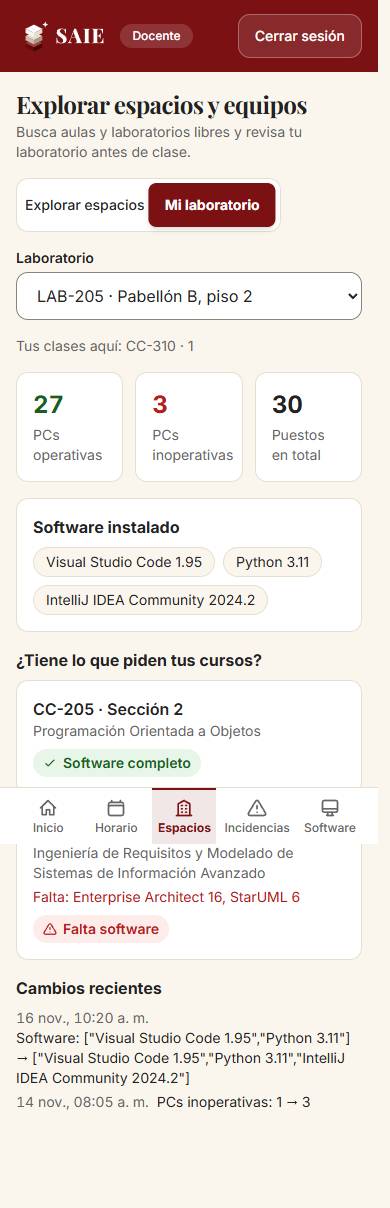 SAIE
Docente
Cerrar sesión
Explorar espacios y equipos
Busca aulas y laboratorios libres y revisa tu
laboratorio antes de clase.
Explorar espacios
Mi laboratorio
Laboratorio
LAB-205 · Pabellón B, piso 2
Tus clases aquí: CC-310 · 1
27
PCs
operativas
3
PCs
inoperativas
30
Puestos
en total
Software instalado
Visual Studio Code 1.95
Python 3.11
IntelliJ IDEA Community 2024.2
¿Tiene lo que piden tus cursos?
CC-205 · Sección 2
Programación Orientada a Objetos
Software completo
Inicio
Horario
Espacios
Incidencias
Software
Ingeniería de Requisitos y Modelado de
Sistemas de Información Avanzado
Falta: Enterprise Architect 16, StarUML 6
Falta software
Cambios recientes
16 nov., 10:20 a. m.
Software: ["Visual Studio Code 1.95","Python 3.11"]
→ ["Visual Studio Code 1.95","Python 3.11","IntelliJ
IDEA Community 2024.2"]
14 nov., 08:05 a. m. PCs inoperativas: 1 → 3